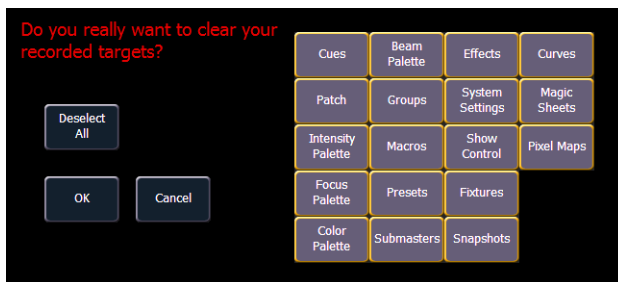 Do you really want to clear your
recorded targets?
Cues
Beam
Palette
Effects
Curves
Patch
Groups
System
Settings
Magic
Sheets
Deselect
All
Intensity
Palette
Macros
Show
Control
Pixel Maps
OK
Cancel
Focus
Palette
Presets
Fixtures
Color
Palette
Submasters
Snapshots